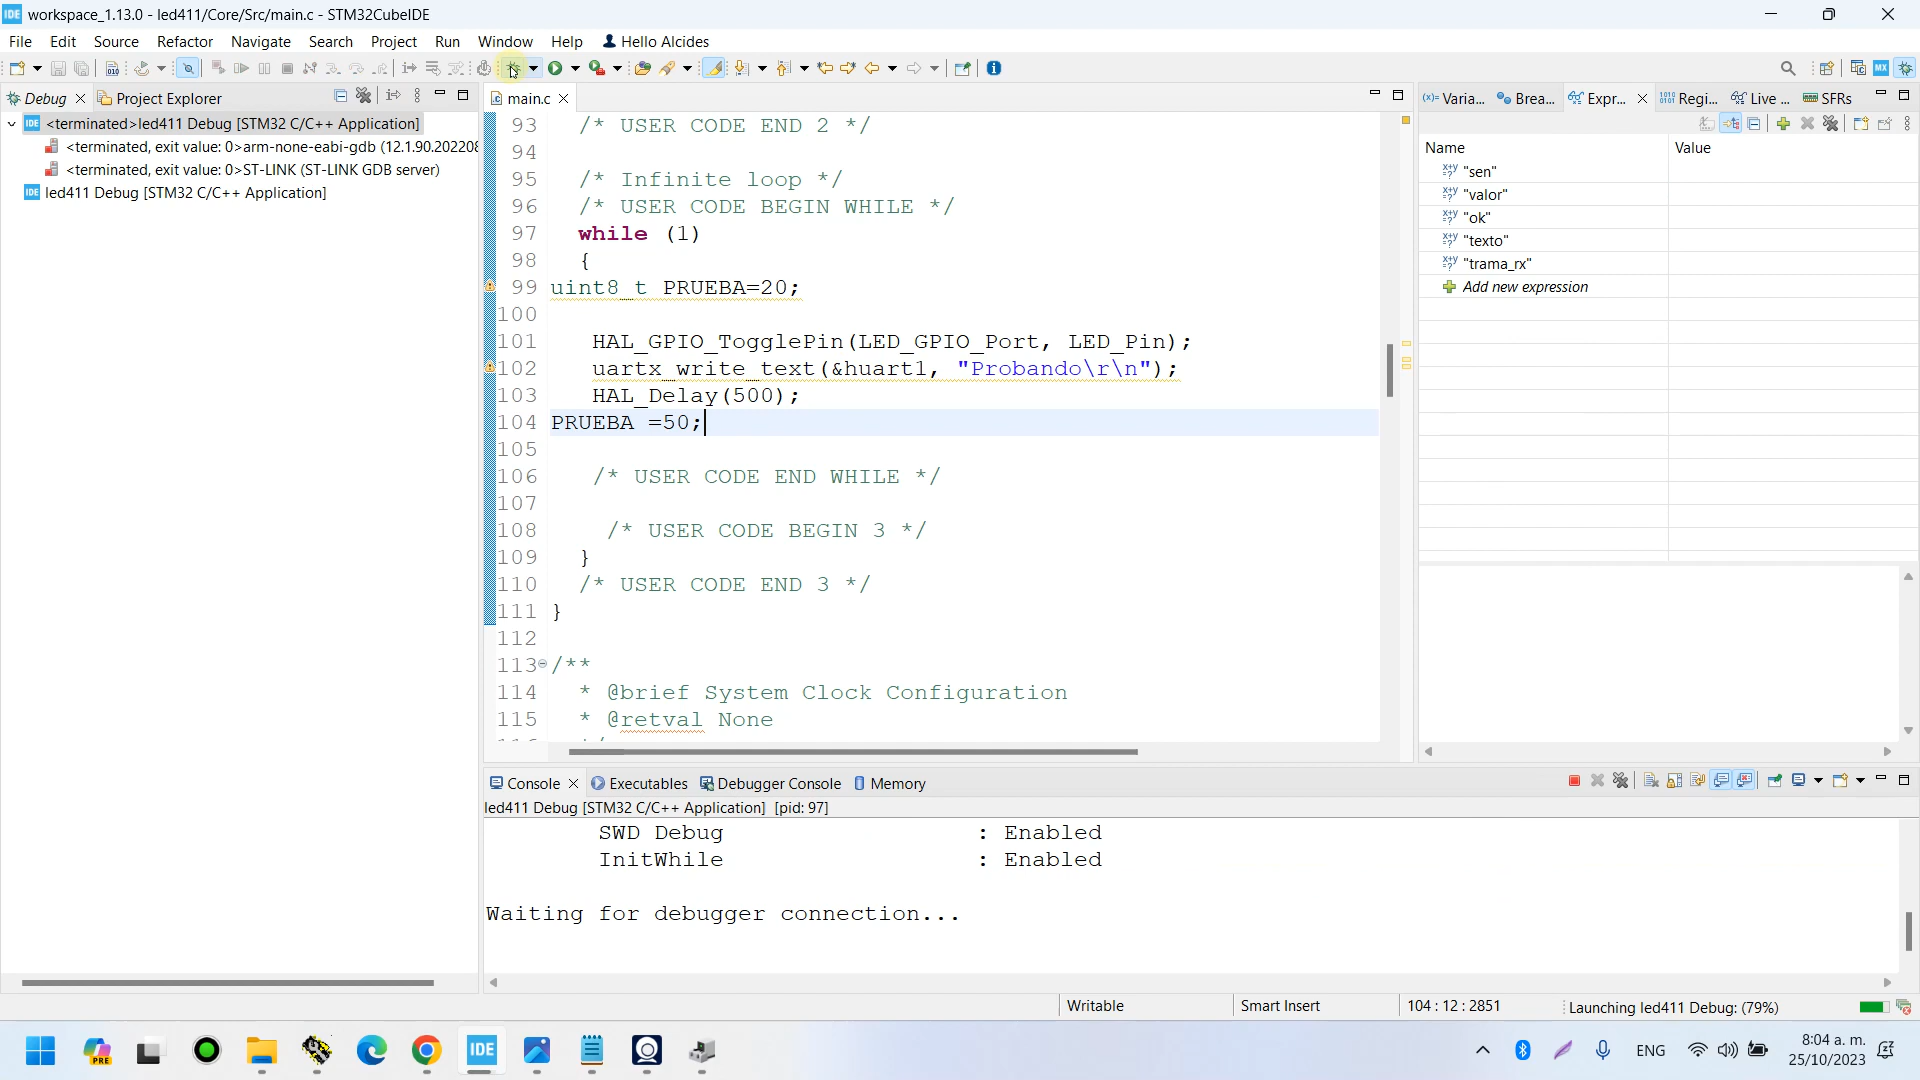 IDE workspace_1.13.0 - led411/Core/Src/main.c - STM32CubeIDE
File Edit Source Refactor Navigate Search Project Run Window Help Hello Alcides
Debug Project Explorer
<terminated>led411 Debug [STM32 C/C++ Application]
<terminated, exit value: 0>arm-none-eabi-gdb (12.1.90.20220
<terminated, exit value: 0>ST-LINK (ST-LINK GDB server)
led411 Debug [STM32 C/C++ Application]
main.c
93 /* USER CODE END 2 */
94
95 /* Infinite loop */
96 /* USER CODE BEGIN WHILE */
97 while (1)
98 {
99 uint8_t PRUEBA=20;
100
101 HAL_GPIO_TogglePin(LED_GPIO_Port, LED_Pin);
102 uartx_write_text(&huart1, "Probando\r\n");
103 HAL_Delay(500);
104 PRUEBA =50;
105
106 /* USER CODE END WHILE */
107
108 /* USER CODE BEGIN 3 */
109 }
110 /* USER CODE END 3 */
111 }
112
113 /**
114 * @brief System Clock Configuration
115 * @retval None
(x)= Varia... Brea... Expr... Regi... Live ... SFRs
Name Value
"sen"
"valor"
"ok"
"texto"
"trama_rx"
Add new expression
Console Executables Debugger Console Memory
led411 Debug [STM32 C/C++ Application] [pid: 97]
SWD Debug : Enabled
InitWhile : Enabled
Waiting for debugger connection...
Writable Smart Insert 104 : 12 : 2851 Launching led411 Debug: (79%)
PRE IDE ENG 8:04 a. m.
25/10/2023